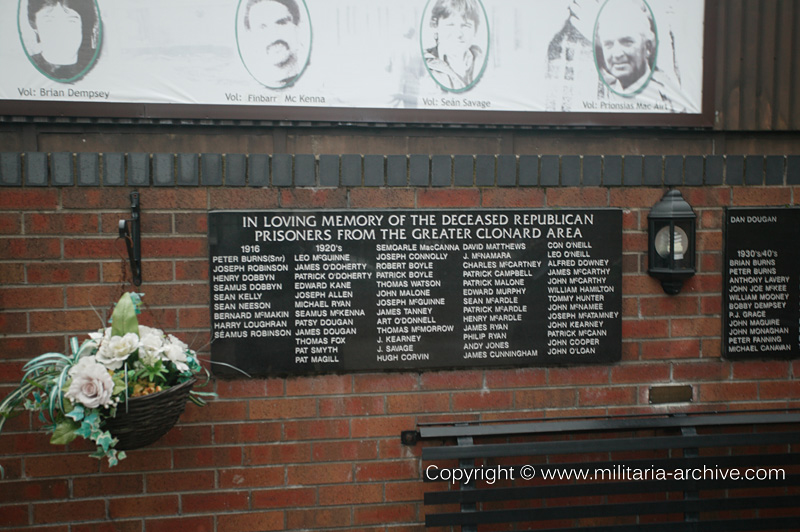 Vol: Brian Dempsey
Vol: Finbarr Mc Kenna
Vol: Seàn Savage
Vol: Prionsias Mac Airt
IN LOVING MEMORY OF THE DECEASED REPUBLICAN
PRISONERS FROM THE GREATER CLONARD AREA
1916
PETER BURNS(Snr)
JOSEPH ROBINSON
HENRY DOBBYN
SEAMUS DOBBYN
SEAN KELLY
SEAN NEESON
BERNARD McMAKIN
HARRY LOUGHRAN
SEAMUS ROBINSON
1920's
LEO McGUINNE
JAMES O'DOHERTY
PATRICK O'DOHERTY
EDWARD KANE
JOSEPH ALLEN
MICHAEL RYAN
SEAMUS McKENNA
PATSY DOUGAN
JAMES DOUGAN
THOMAS FOX
PAT SMYTH
PAT MAGILL
SEMOARLE MacCANNA
JOSEPH CONNOLLY
ROBERT BOYLE
PATRICK BOYLE
THOMAS WATSON
JOHN MALONE
JOSEPH McGUINNE
JAMES TANNEY
ART O'DONNELL
THOMAS McMORROW
J. KEARNEY
J. SAVAGE
HUGH CORVIN
DAVID MATTHEWS
J. McNAMARA
CHARLES McCARTNEY
PATRICK CAMPBELL
PATRICK MALONE
EDWARD MURPHY
SEAN McARDLE
PATRICK McARDLE
HENRY McARDLE
JAMES RYAN
PHILIP RYAN
ANDY JONES
JAMES CUNNINGHAM
CON O'NEILL
LEO O'NEILL
ALFRED DOWNEY
JAMES McCARTHY
JOHN McCARTHY
WILLIAM HAMILTON
TOMMY HUNTER
JOHN McNAMEE
JOSEPH McATAMNEY
JOHN KEARNEY
PATRICK McCANN
JOHN COOPER
JOHN O'LOAN
DAN DOUGAN
1930's/40's
BRIAN BURNS
PETER BURNS
ANTHONY LAVERY
JOHN JOE McKEE
WILLIAM MOONEY
BOBBY DEMPSEY
P.J. GRACE
JOHN MAGUIRE
JOHN MADDEN
PETER FANNING
MICHAEL CANAVAN
Copyright © www.militaria-archive.com